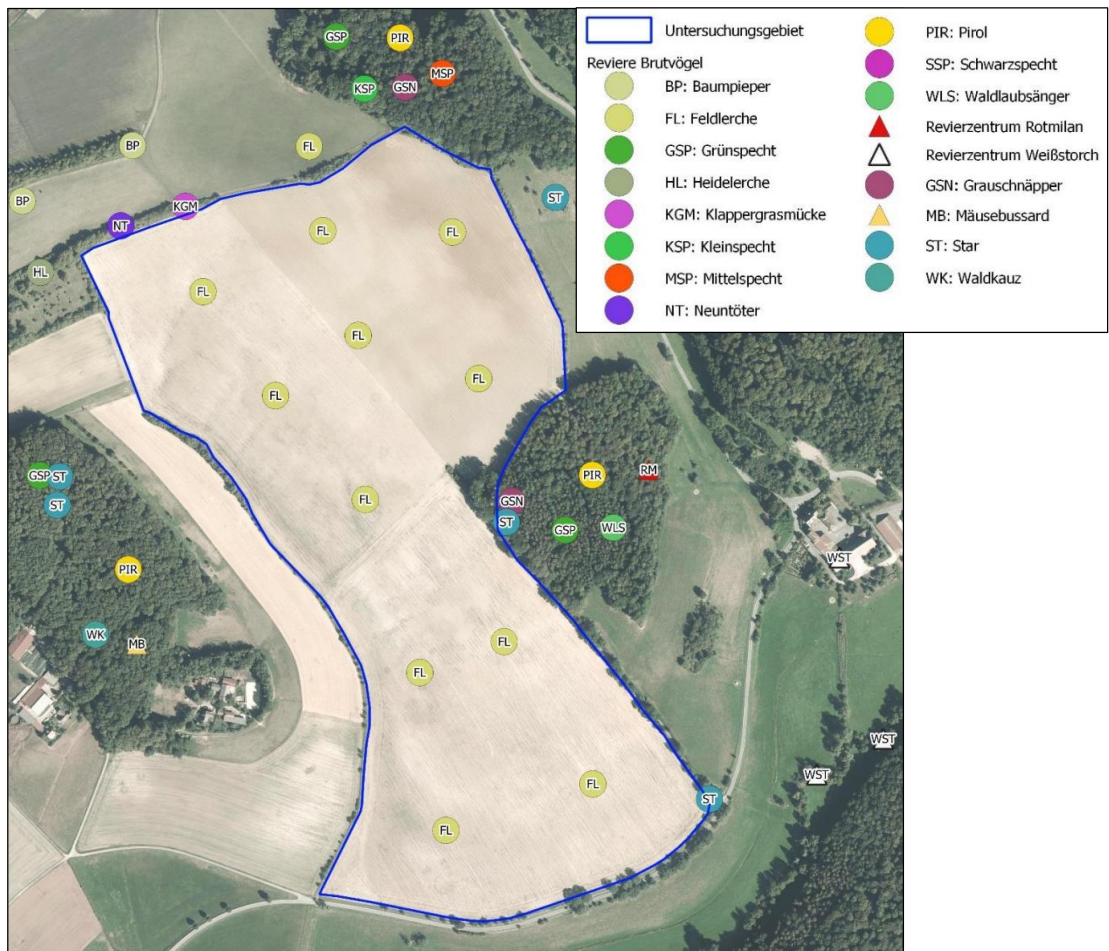 Untersuchungsgebiet
Reviere Brutvögel
BP: Baumpieper
FL: Feldlerche
GSP: Grünspecht
HL: Heidelerche
KGM: Klappergrasmücke
KSP: Kleinspecht
MSP: Mittelspecht
NT: Neuntöter
PIR: Pirol
SSP: Schwarzspecht
WLS: Waldlaubsänger
Revierzentrum Rotmilan
Revierzentrum Weißstorch
GSN: Grauschnäpper
MB: Mäusebussard
ST: Star
WK: Waldkauz
GSP
PIR
MSP
KSP
GSN
BP
FL
BP
KGM
ST
NT
FL
FL
HL
FL
FL
FL
FL
GSP
ST
ST
FL
GSN
ST
PIR
RM
GSP
WLS
WST
PIR
WK
MB
FL
FL
WST
WST
FL
ST
FL